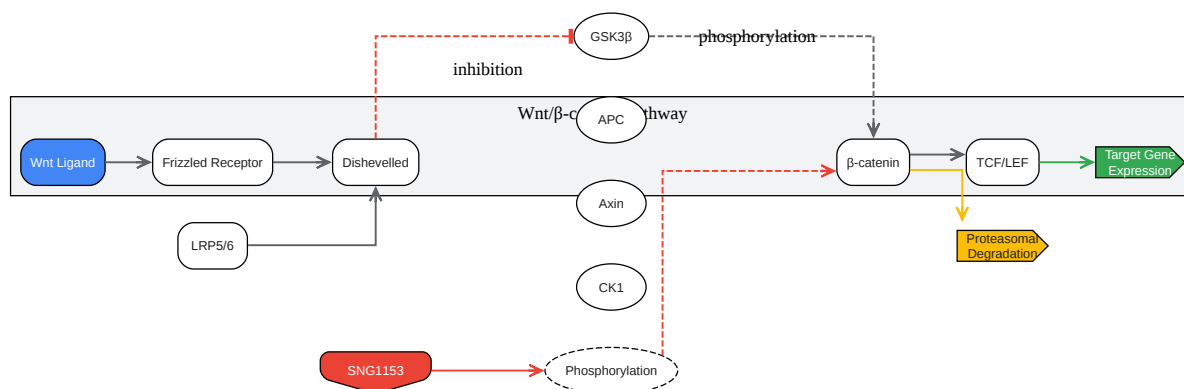 GSK3β
phosphorylation
inhibition
Wnt/β-c thway
APC
Wnt Ligand
Frizzled Receptor
Dishevelled
β-catenin
TCF/LEF
Target Gene
Expression
Axin
LRP5/6
Proteasomal
Degradation
CK1
SNG1153
Phosphorylation